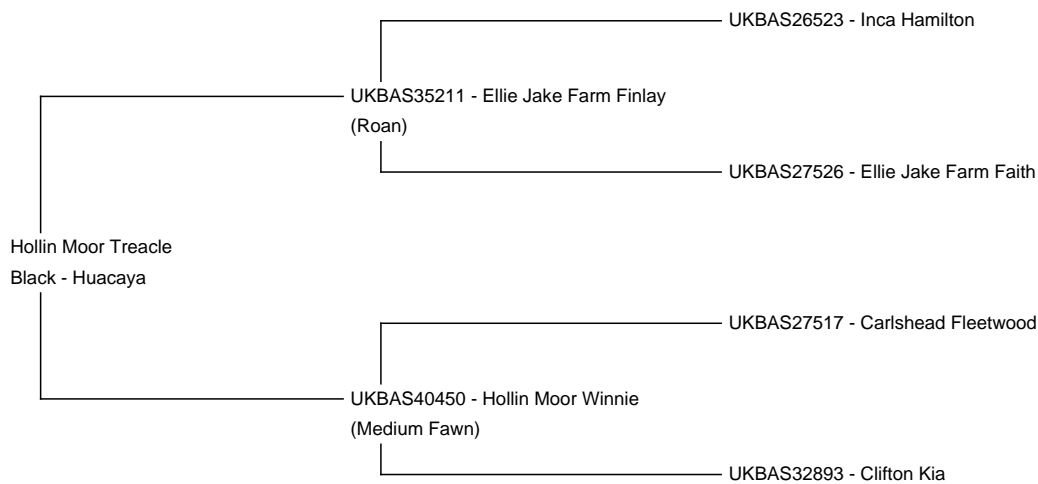 UKBAS26523 - Inca Hamilton
UKBAS35211 - Ellie Jake Farm Finlay
(Roan)
UKBAS27526 - Ellie Jake Farm Faith
Hollin Moor Treacle
Black - Huacaya
UKBAS27517 - Carlshead Fleetwood
UKBAS40450 - Hollin Moor Winnie
(Medium Fawn)
UKBAS32893 - Clifton Kia